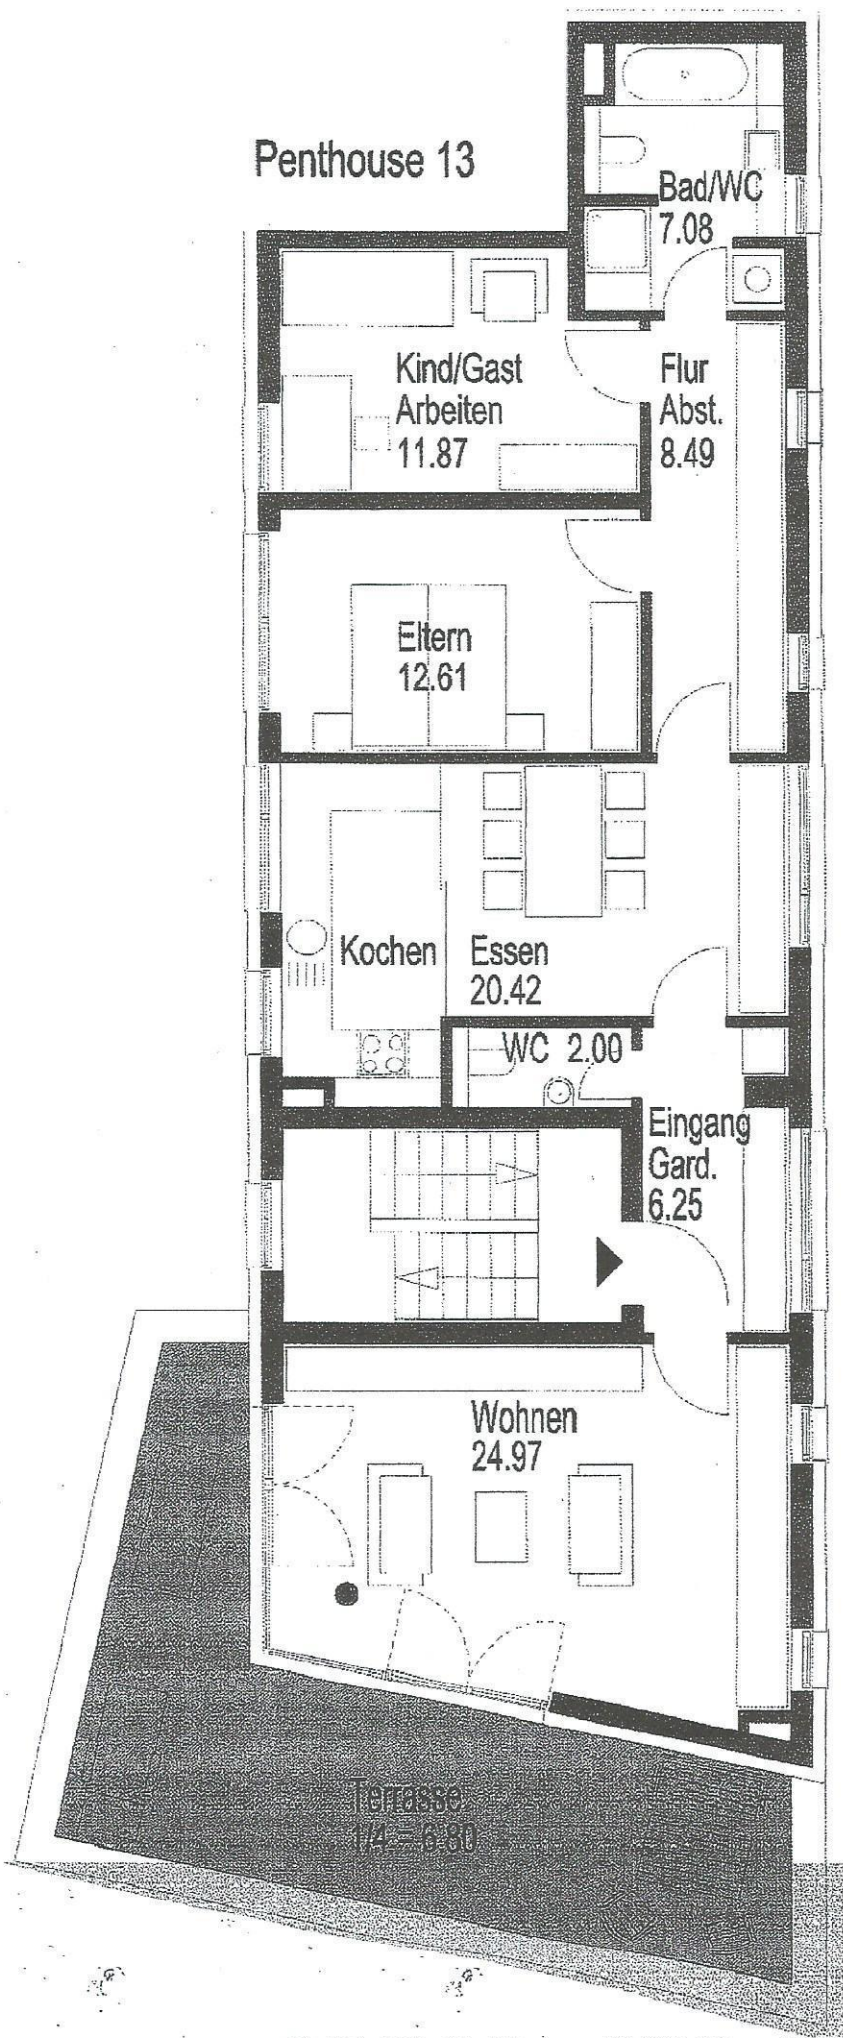 Penthouse 13
Bad/WC
7.08
Kind/Gast
Arbeiten
11.87
Flur
Abst.
8.49
Eltern
12.61
Kochen
Essen
20.42
WC 2.00
Eingang
Gard.
6.25
Wohnen
24.97
Terrasse
1/4 = 6.80